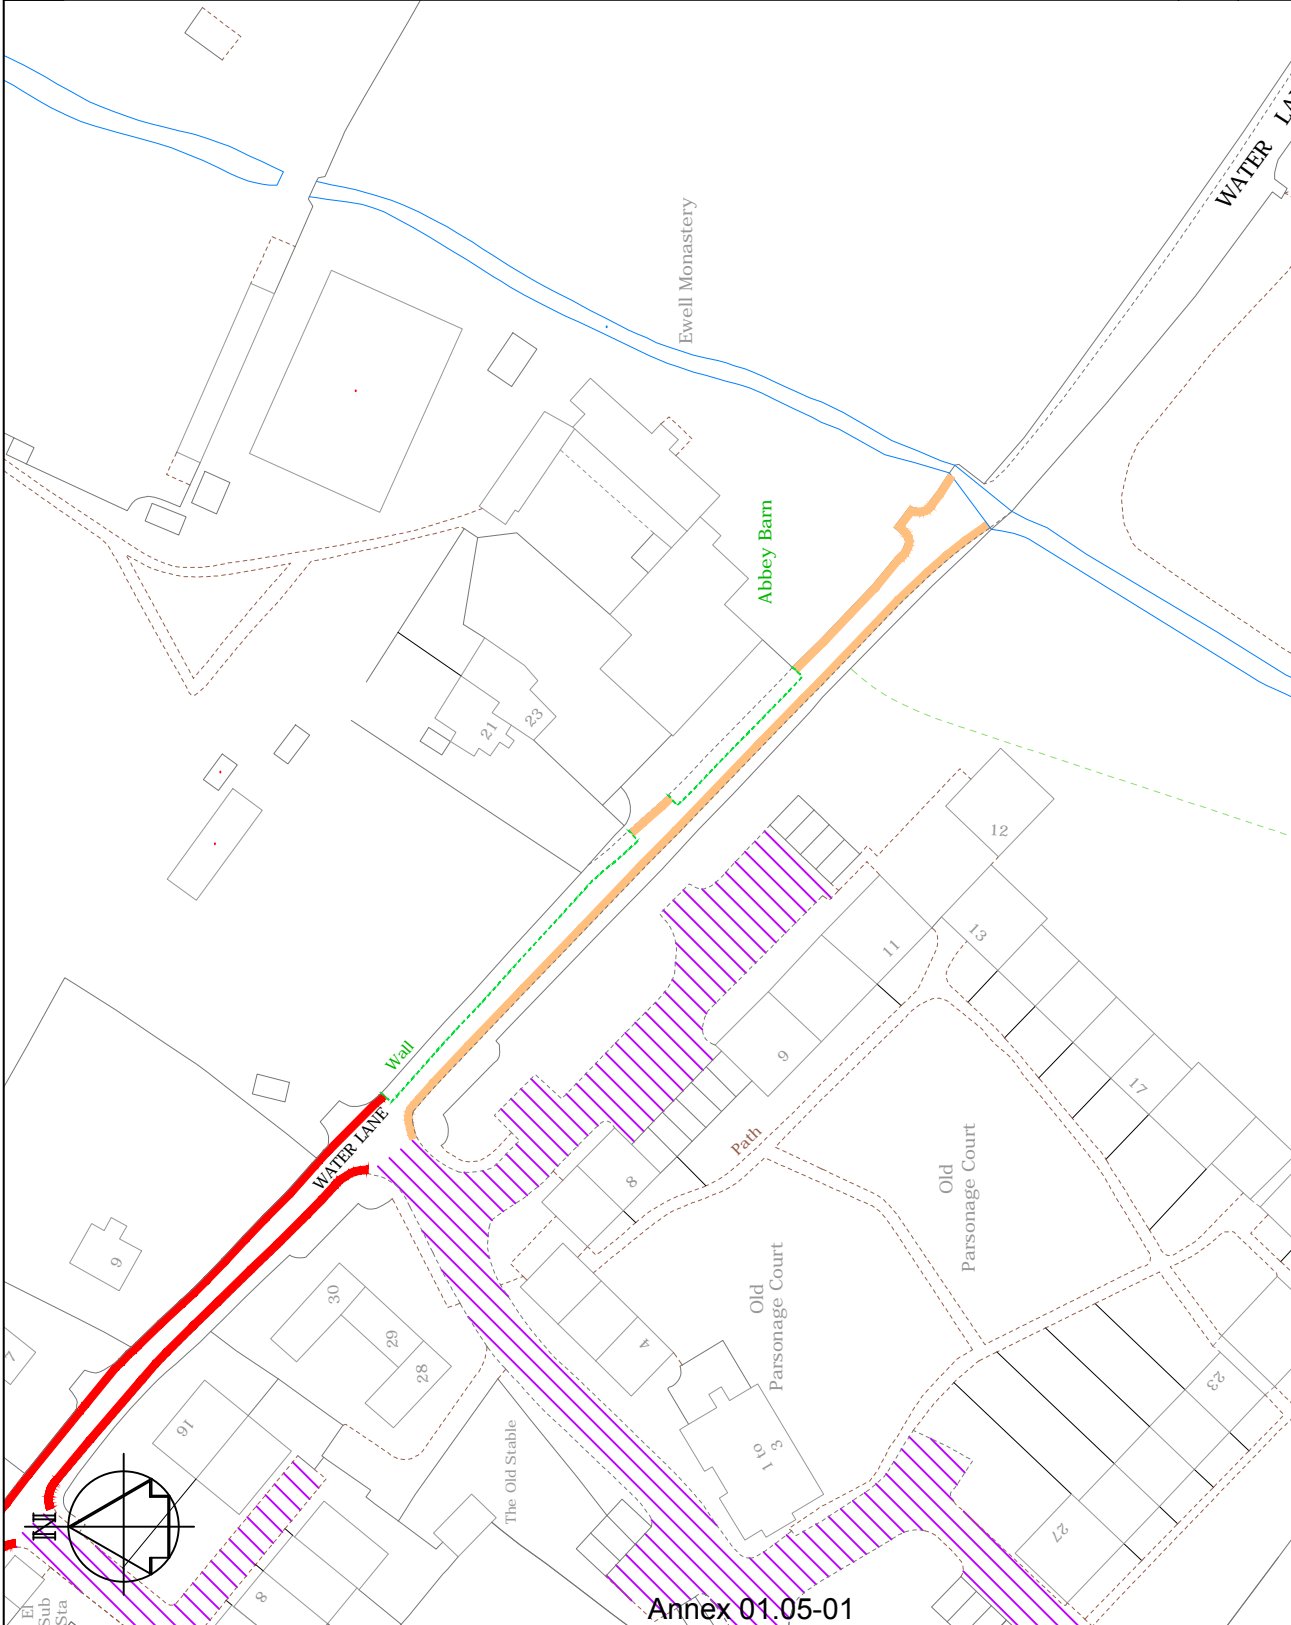 WATER LA
Ewell Monastery
Abbey Barn
21
23
12
11
13
9
17
Wall
WATER LANE
Path
8
Old
Parsonage Court
Old
Parsonage Court
9
30
29
28
4
7
16
The Old Stable
1 to
3
23
27
N
8
El
Sub
Sta
Annex 01.05-01